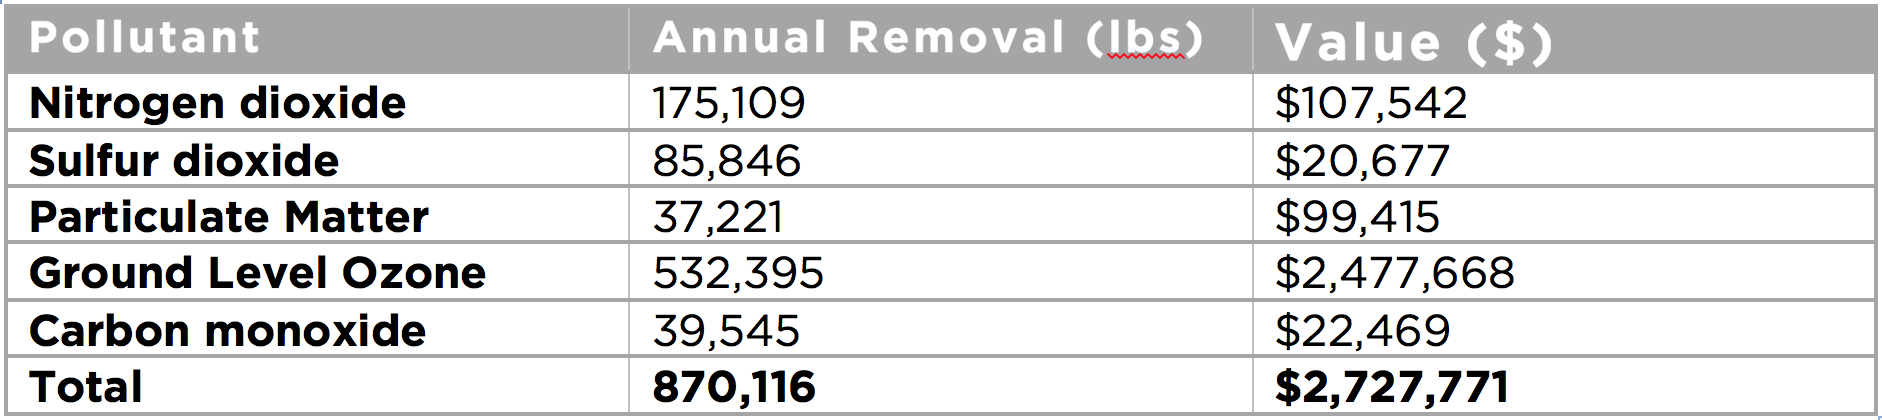 Pollutant Annual Removal (lbs) Value ($)
Nitrogen dioxide 175,109 $107,542
Sulfur dioxide 85,846 $20,677
Particulate Matter 37,221 $99,415
Ground Level Ozone 532,395 $2,477,668
Carbon monoxide 39,545 $22,469
Total 870,116 $2,727,771